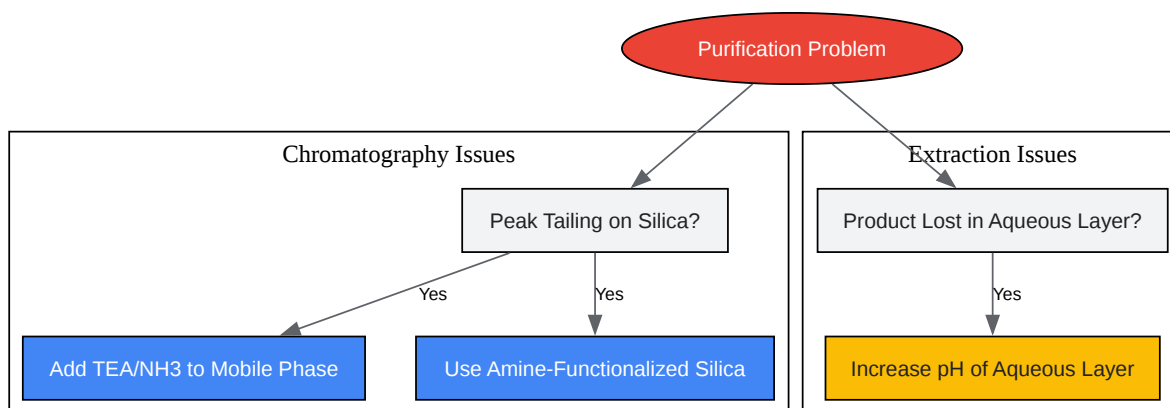 Purification Problem
Chromatography Issues
Extraction Issues
Peak Tailing on Silica?
Product Lost in Aqueous Layer?
Yes
Yes
Yes
Add TEA/NH3 to Mobile Phase
Use Amine-Functionalized Silica
Increase pH of Aqueous Layer